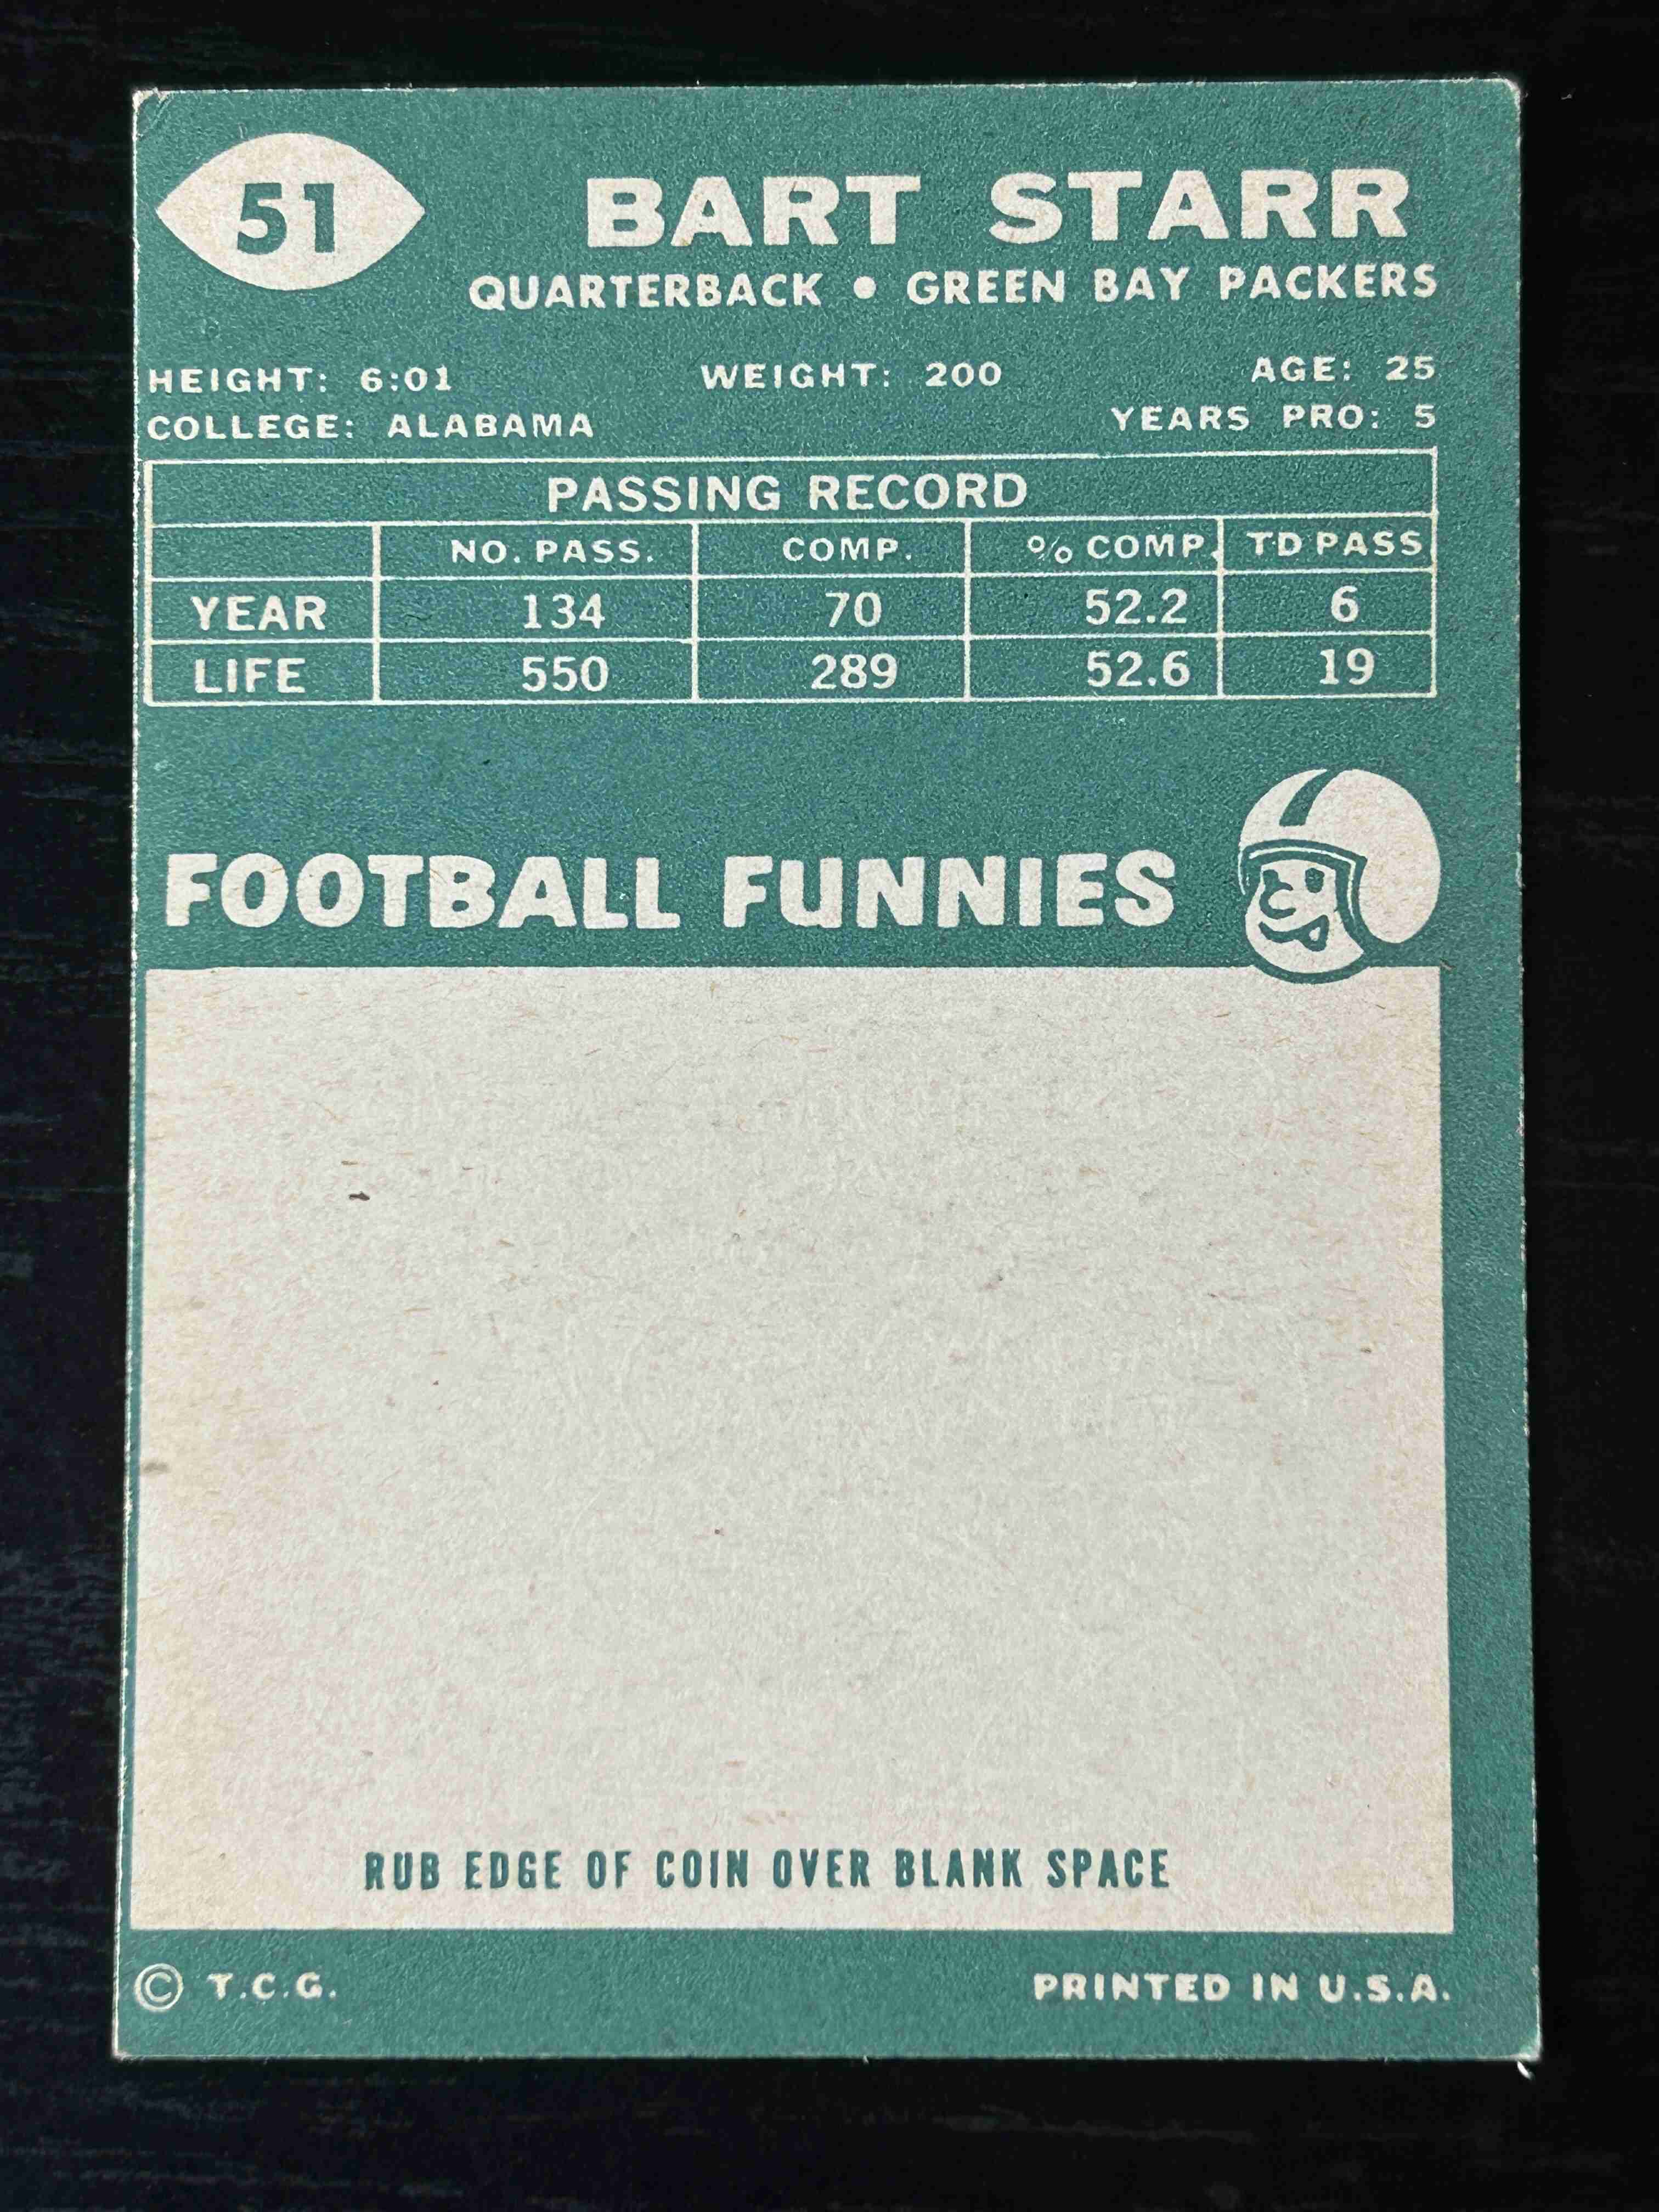 51
BART STARR
QUARTERBACK • GREEN BAY PACKERS
HEIGHT: 6:01 WEIGHT: 200 AGE: 25
COLLEGE: ALABAMA YEARS PRO: 5
PASSING RECORD
NO. PASS. COMP. % COMP. TD PASS
YEAR 134 70 52.2 6
LIFE 550 289 52.6 19
FOOTBALL FUNNIES
RUB EDGE OF COIN OVER BLANK SPACE
© T.C.G. PRINTED IN U.S.A.